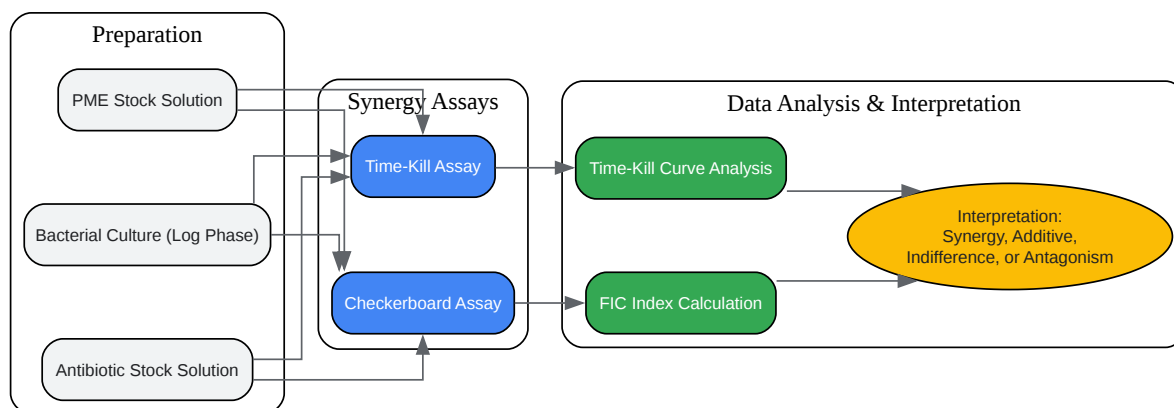 Preparation
PME Stock Solution
Bacterial Culture (Log Phase)
Antibiotic Stock Solution
Synergy Assays
Time-Kill Assay
Checkerboard Assay
Data Analysis & Interpretation
Time-Kill Curve Analysis
FIC Index Calculation
Interpretation:
Synergy, Additive,
Indifference, or Antagonism